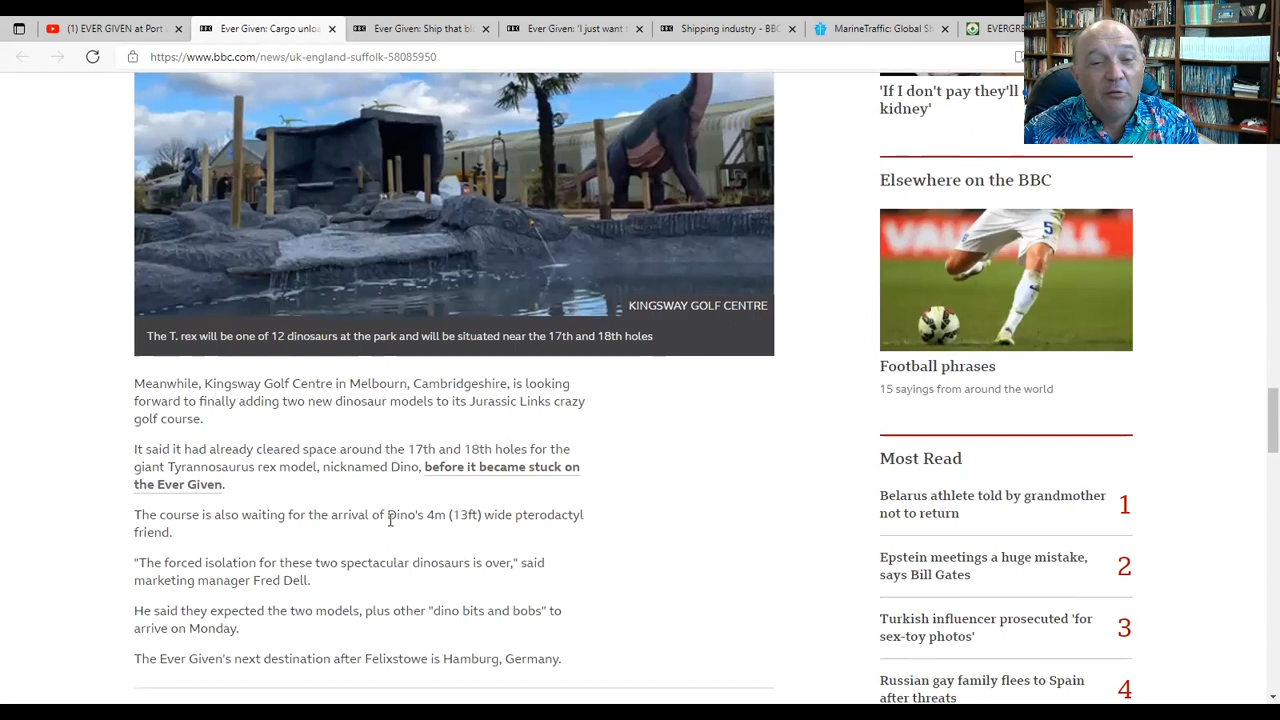 (1) EVER GIVEN at Port
Ever Given: Cargo unloa
Ever Given: Ship that blo
Ever Given: 'I just want t
Shipping industry - BBC
MarineTraffic: Global Sh
EVERGRE
https://www.bbc.com/news/uk-england-suffolk-58085950
KINGSWAY GOLF CENTRE
The T. rex will be one of 12 dinosaurs at the park and will be situated near the 17th and 18th holes
Meanwhile, Kingsway Golf Centre in Melbourn, Cambridgeshire, is looking
forward to finally adding two new dinosaur models to its Jurassic Links crazy
golf course.
It said it had already cleared space around the 17th and 18th holes for the
giant Tyrannosaurus rex model, nicknamed Dino, before it became stuck on
the Ever Given.
The course is also waiting for the arrival of Dino's 4m (13ft) wide pterodactyl
friend.
"The forced isolation for these two spectacular dinosaurs is over," said
marketing manager Fred Dell.
He said they expected the two models, plus other "dino bits and bobs" to
arrive on Monday.
The Ever Given's next destination after Felixstowe is Hamburg, Germany.
'If I don't pay they'll
kidney'
Elsewhere on the BBC
5
Football phrases
15 sayings from around the world
Most Read
Belarus athlete told by grandmother
not to return
1
Epstein meetings a huge mistake,
says Bill Gates
2
Turkish influencer prosecuted 'for
sex-toy photos'
3
Russian gay family flees to Spain
after threats
4